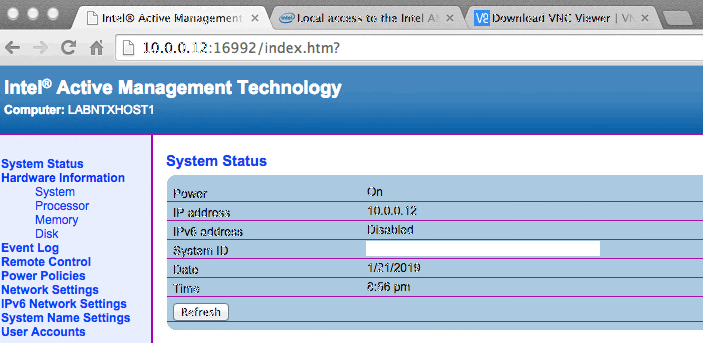 Intel® Active Management
Local access to the Intel A
V2 Download VNC Viewer | VN
10.0.0.12:16992/index.htm?
Intel® Active Management Technology
Computer: LABNTXHOST1
System Status
Hardware Information
System
Processor
Memory
Disk
Event Log
Remote Control
Power Policies
Network Settings
IPv6 Network Settings
System Name Settings
User Accounts
System Status
Power On
IP address 10.0.0.12
IPv6 address Disabled
System ID
Date 1/21/2019
Time 8:56 pm
Refresh